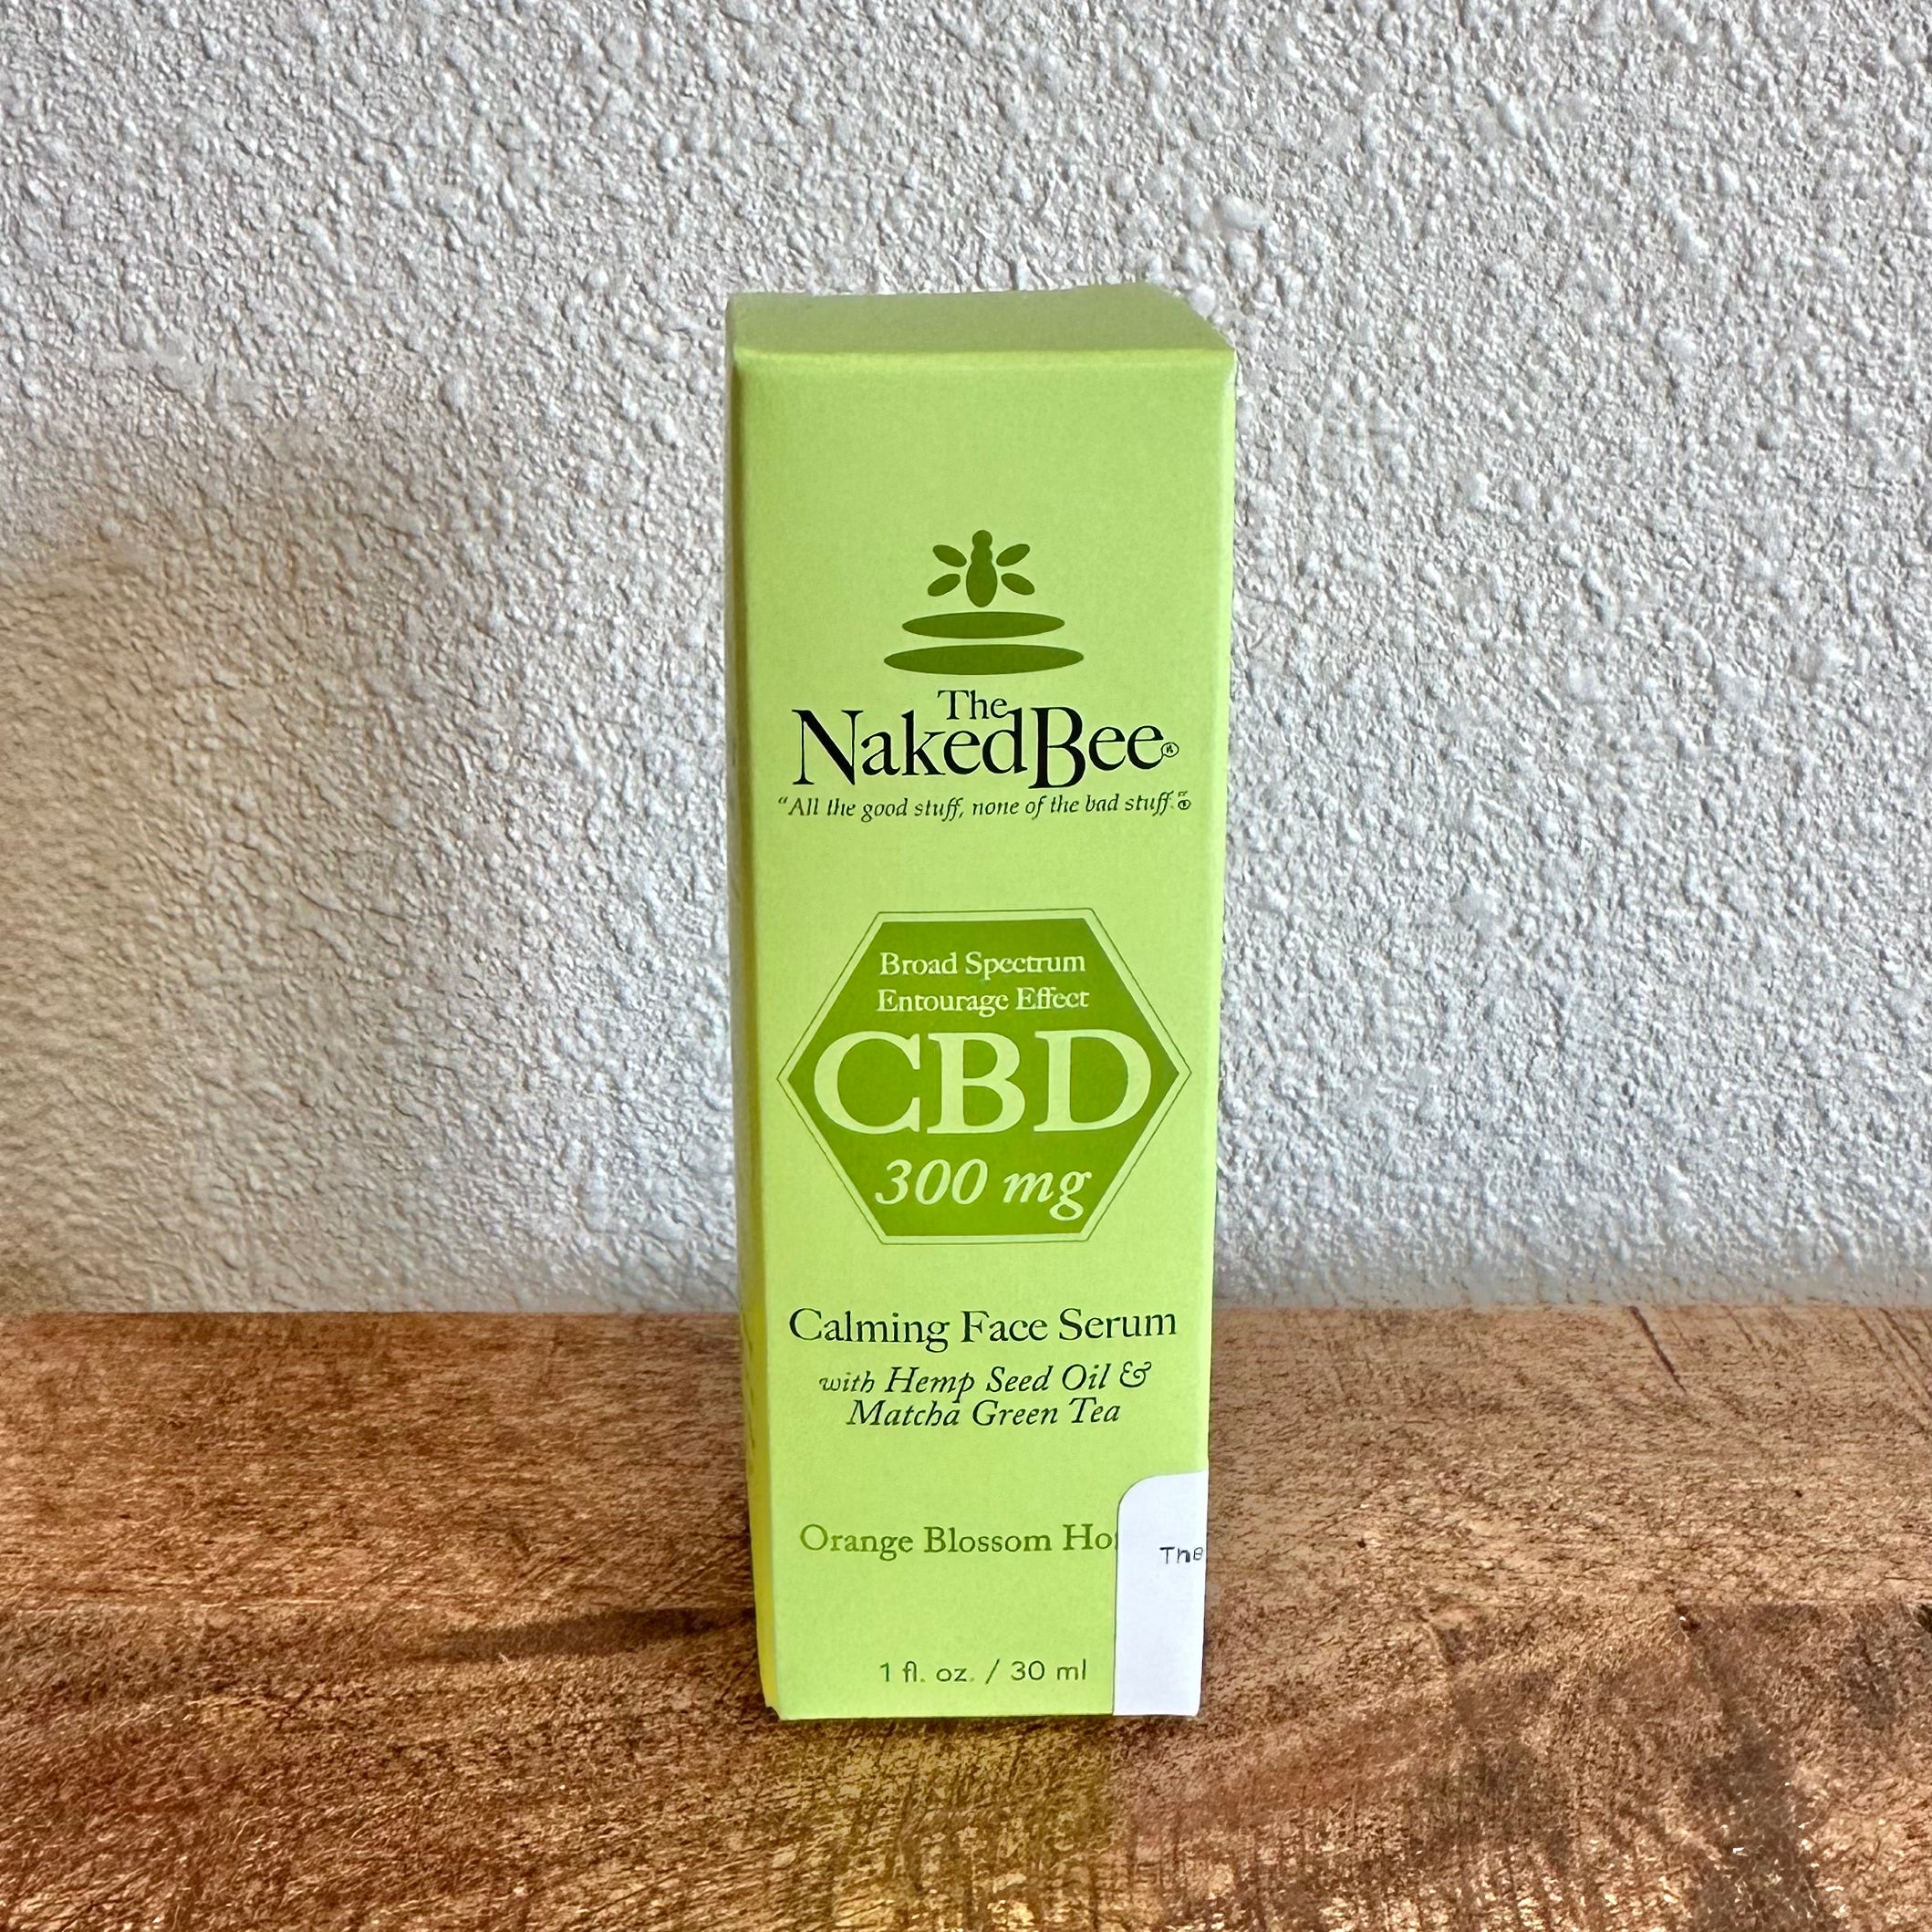 The
NakedBee®
"All the good stuff, none of the bad stuff."®
Broad Spectrum
Entourage Effect
CBD
300 mg
Calming Face Serum
with Hemp Seed Oil &
Matcha Green Tea
Orange Blossom
The
1 fl. oz. / 30 ml